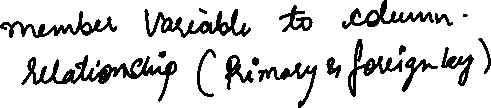 member Variable to column.
relationship (Primary & foreign key)